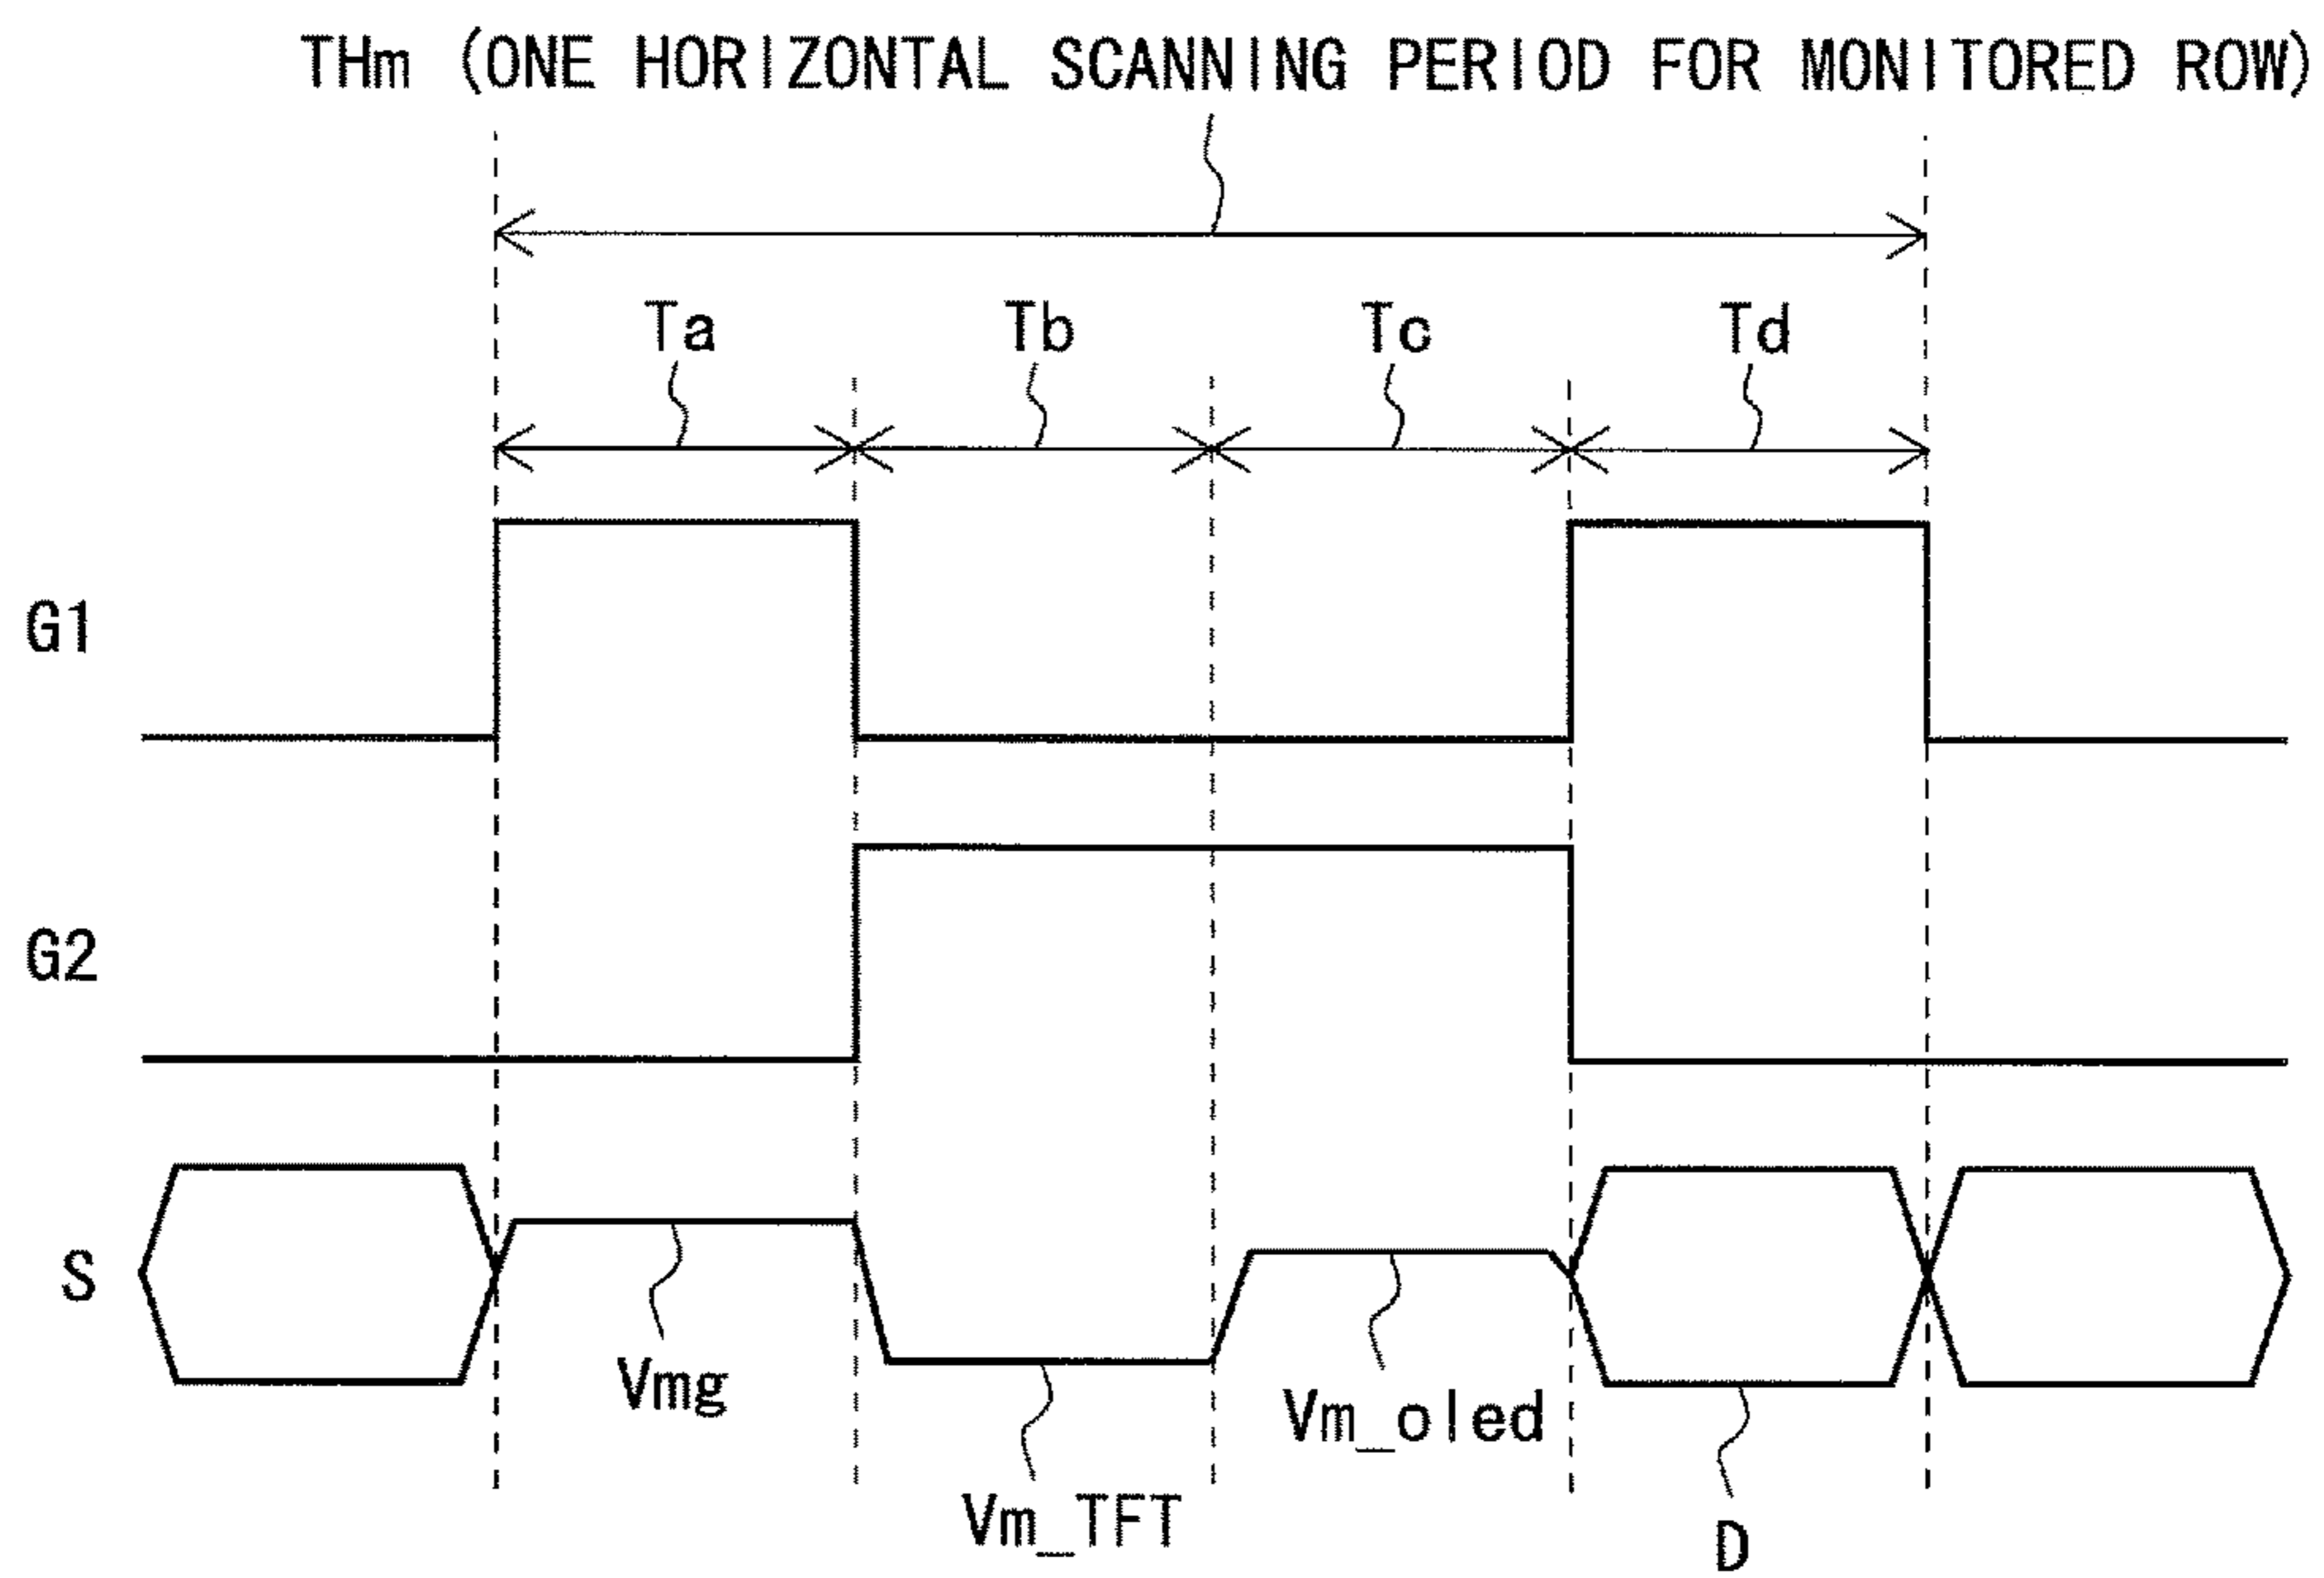 THm (ONE HORIZONTAL SCANNING PERIOD FOR MONITORED ROW)
Ta Tb Tc Td
G1
G2
S
Vmg
Vm_oled
Vm_TFT
D